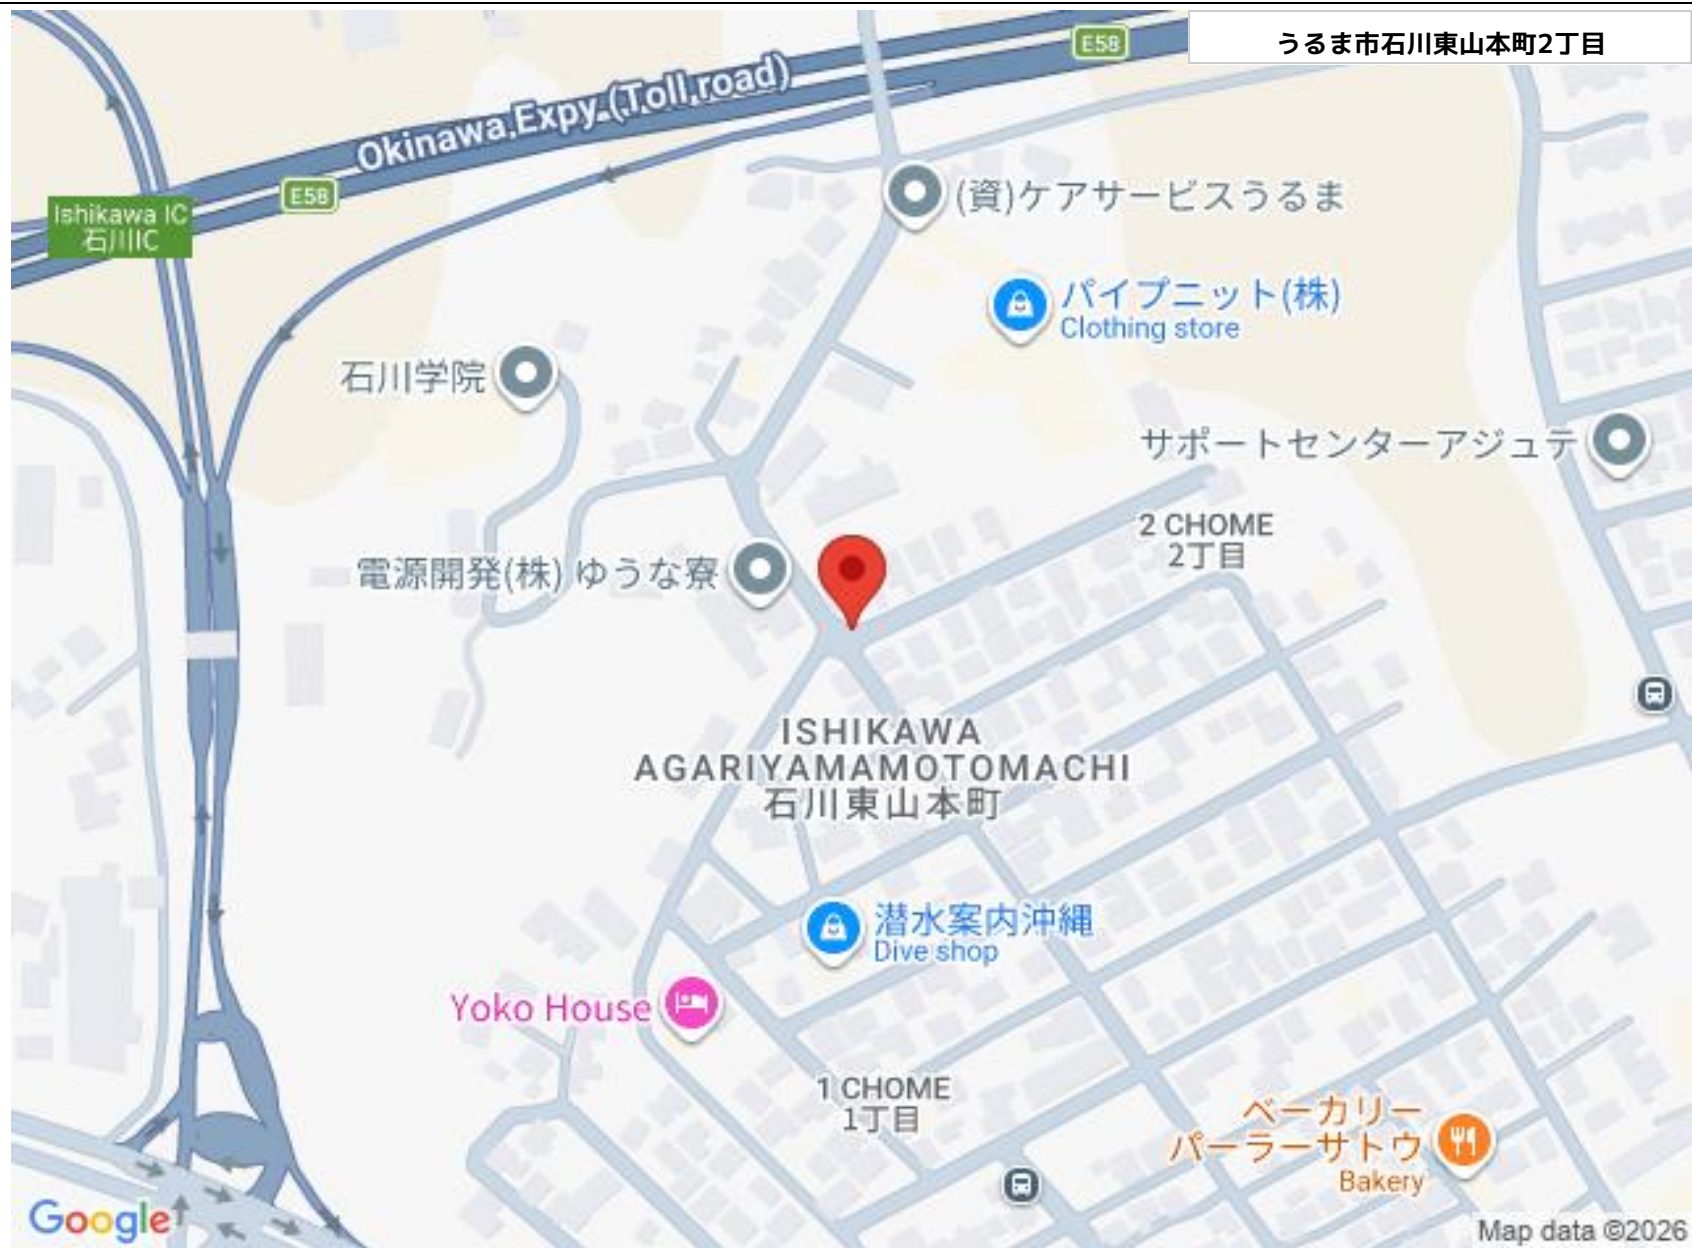 うるま市石川東山本町2丁目
E58
Okinawa Expy (Toll road)
E58
Ishikawa IC
石川IC
(資)ケアサービスうるま
パイプニット(株)
Clothing store
石川学院
サポートセンターアジュテ
2 CHOME
2丁目
電源開発(株) ゆうな寮
ISHIKAWA
AGARIYAMAMOTOMACHI
石川東山本町
潜水案内沖縄
Dive shop
Yoko House
1 CHOME
1丁目
ベーカリー
パーラーサトウ
Bakery
Google
Map data ©2026